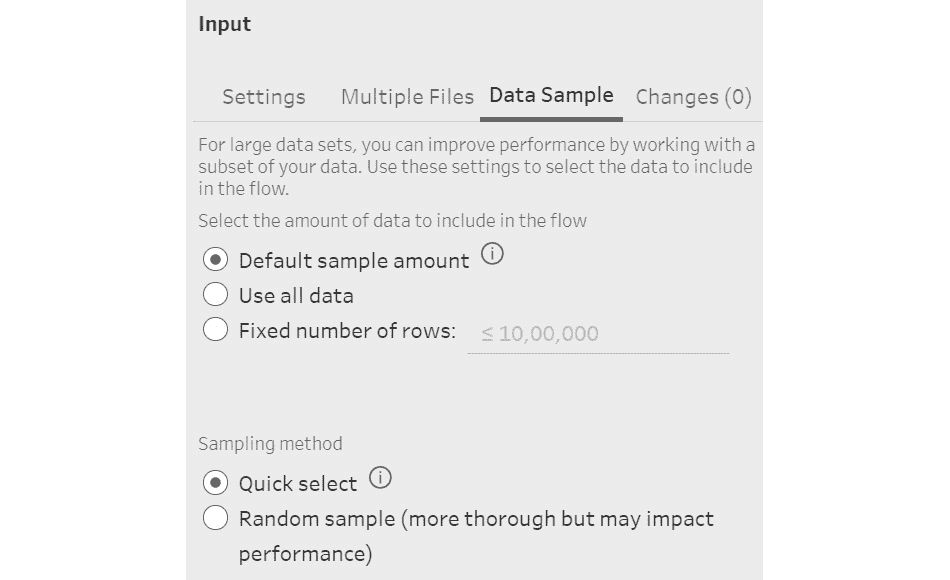 Input
Settings Multiple Files Data Sample Changes (0)
For large data sets, you can improve performance by working with a
subset of your data. Use these settings to select the data to include
in the flow.
Select the amount of data to include in the flow
Default sample amount i
Use all data
Fixed number of rows: ≤ 10,00,000
Sampling method
Quick select i
Random sample (more thorough but may impact
performance)